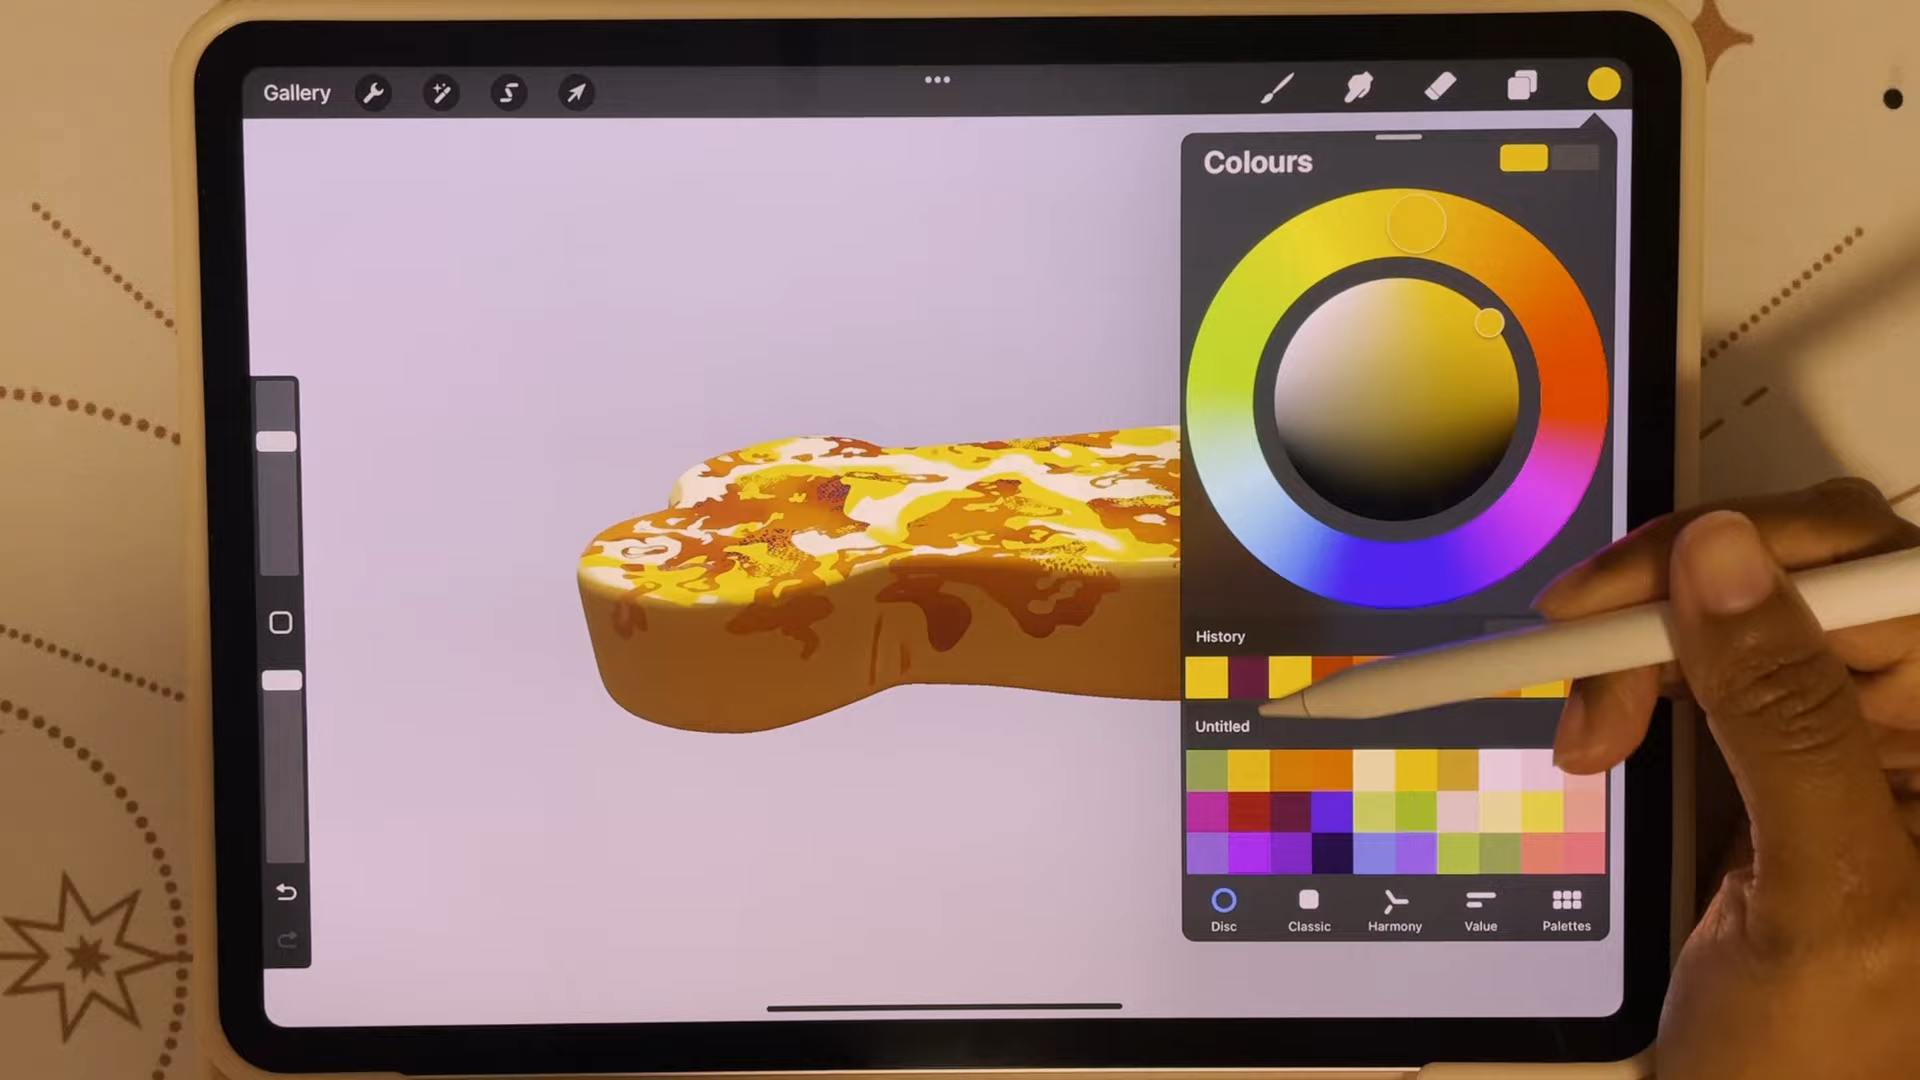 Gallery
Colours
History
Untitled
Disc
Classic
Harmony
Value
Palettes